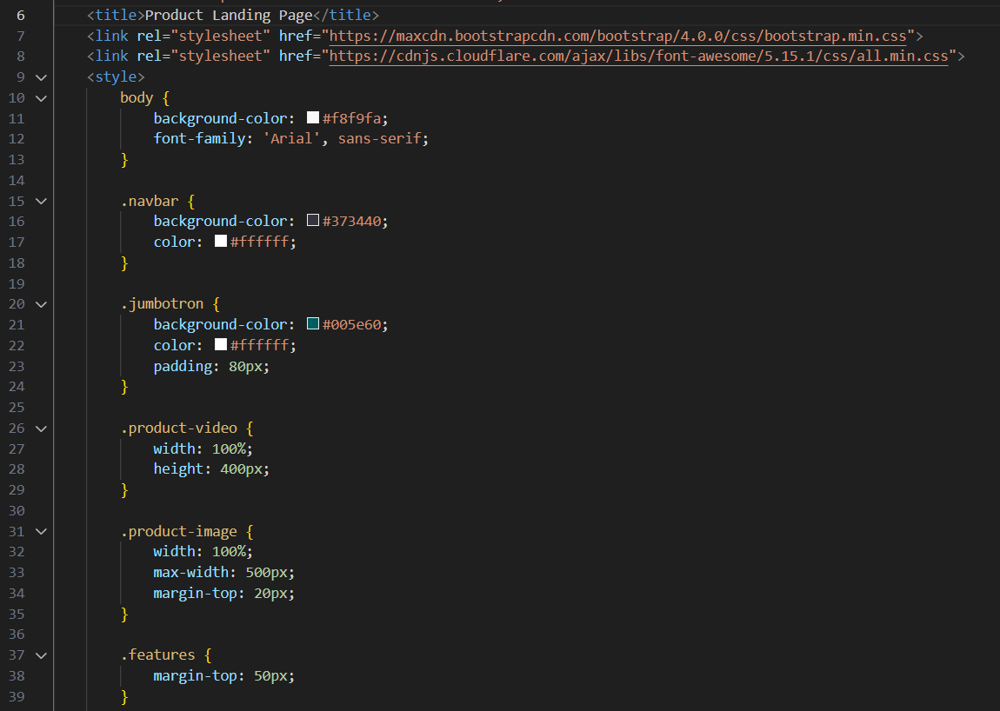 6 <title>Product Landing Page</title>
7 <link rel="stylesheet" href="https://maxcdn.bootstrapcdn.com/bootstrap/4.0.0/css/bootstrap.min.css">
8 <link rel="stylesheet" href="https://cdnjs.cloudflare.com/ajax/libs/font-awesome/5.15.1/css/all.min.css">
9 <style>
10 body {
11 background-color: #f8f9fa;
12 font-family: 'Arial', sans-serif;
13 }
14
15 .navbar {
16 background-color: #373440;
17 color: #ffffff;
18 }
19
20 .jumbotron {
21 background-color: #005e60;
22 color: #ffffff;
23 padding: 80px;
24 }
25
26 .product-video {
27 width: 100%;
28 height: 400px;
29 }
30
31 .product-image {
32 width: 100%;
33 max-width: 500px;
34 margin-top: 20px;
35 }
36
37 .features {
38 margin-top: 50px;
39 }